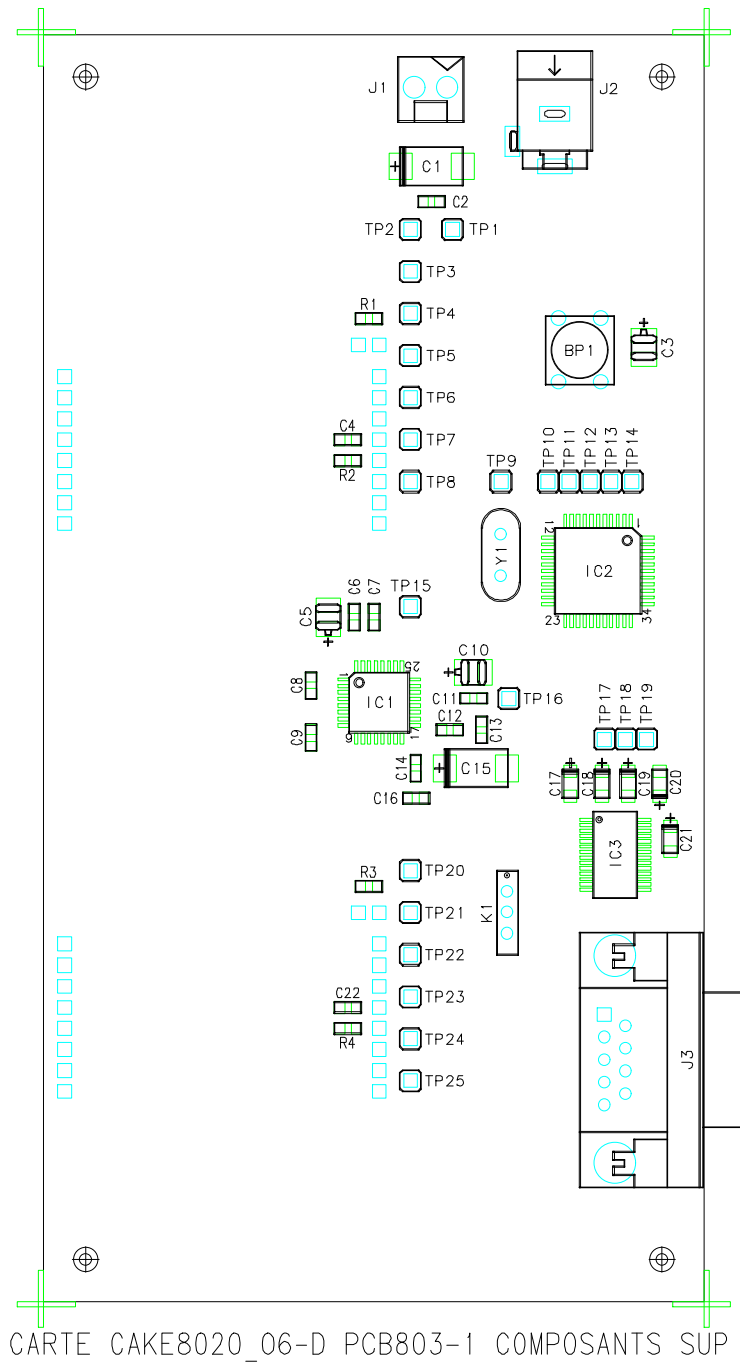 J1
J2
C1
C2
TP2
TP1
TP3
R1
TP4
BP1
C3
TP5
TP6
C4
TP7
R2
TP8
TP9
TP10
TP11
TP12
TP13
TP14
12
1
Y1
IC2
23
34
C5
C6
C7
TP15
C8
1
25
IC1
C10
C11
TP16
C9
9
17
C12
C13
TP17
TP18
TP19
C14
C15
C16
C17
C18
C19
C20
IC3
C21
R3
TP20
K1
TP21
TP22
C22
TP23
R4
TP24
J3
TP25
CARTE CAKE8020_06-D PCB803-1 COMPOSANTS SUP